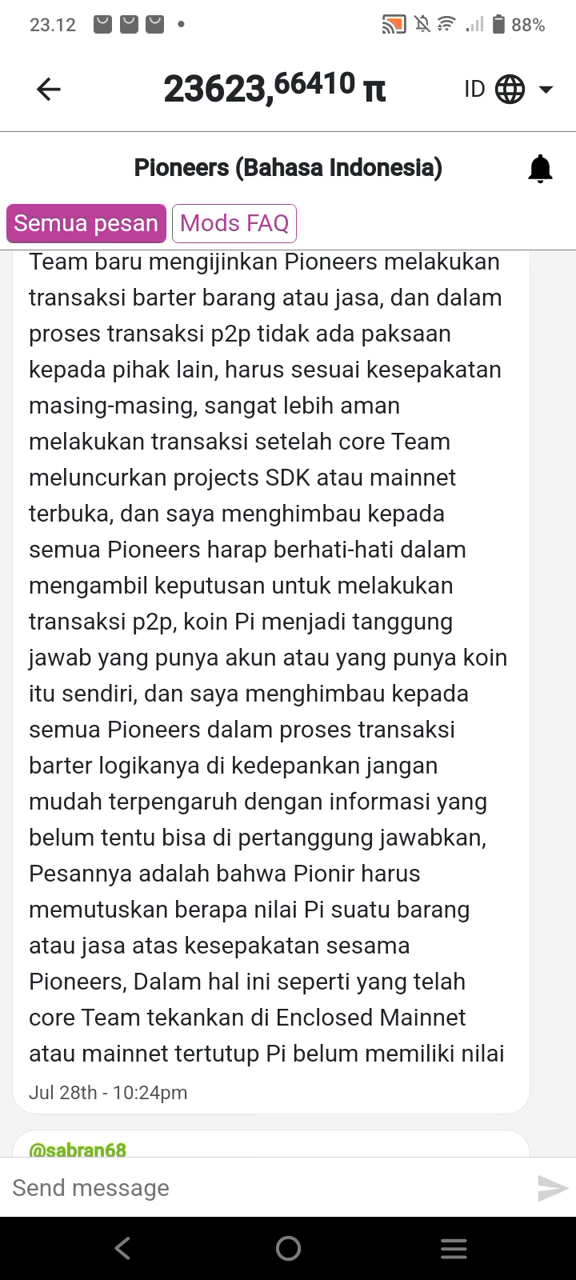 23.12
88%
23623,66410 π
ID
Pioneers (Bahasa Indonesia)
Semua pesan
Mods FAQ
Team baru mengijinkan Pioneers melakukan
transaksi barter barang atau jasa, dan dalam
proses transaksi p2p tidak ada paksaan
kepada pihak lain, harus sesuai kesepakatan
masing-masing, sangat lebih aman
melakukan transaksi setelah core Team
meluncurkan projects SDK atau mainnet
terbuka, dan saya menghimbau kepada
semua Pioneers harap berhati-hati dalam
mengambil keputusan untuk melakukan
transaksi p2p, koin Pi menjadi tanggung
jawab yang punya akun atau yang punya koin
itu sendiri, dan saya menghimbau kepada
semua Pioneers dalam proses transaksi
barter logikanya di kedepankan jangan
mudah terpengaruh dengan informasi yang
belum tentu bisa di pertanggung jawabkan,
Pesannya adalah bahwa Pionir harus
memutuskan berapa nilai Pi suatu barang
atau jasa atas kesepakatan sesama
Pioneers, Dalam hal ini seperti yang telah
core Team tekankan di Enclosed Mainnet
atau mainnet tertutup Pi belum memiliki nilai
Jul 28th - 10:24pm
@sabran68
Send message